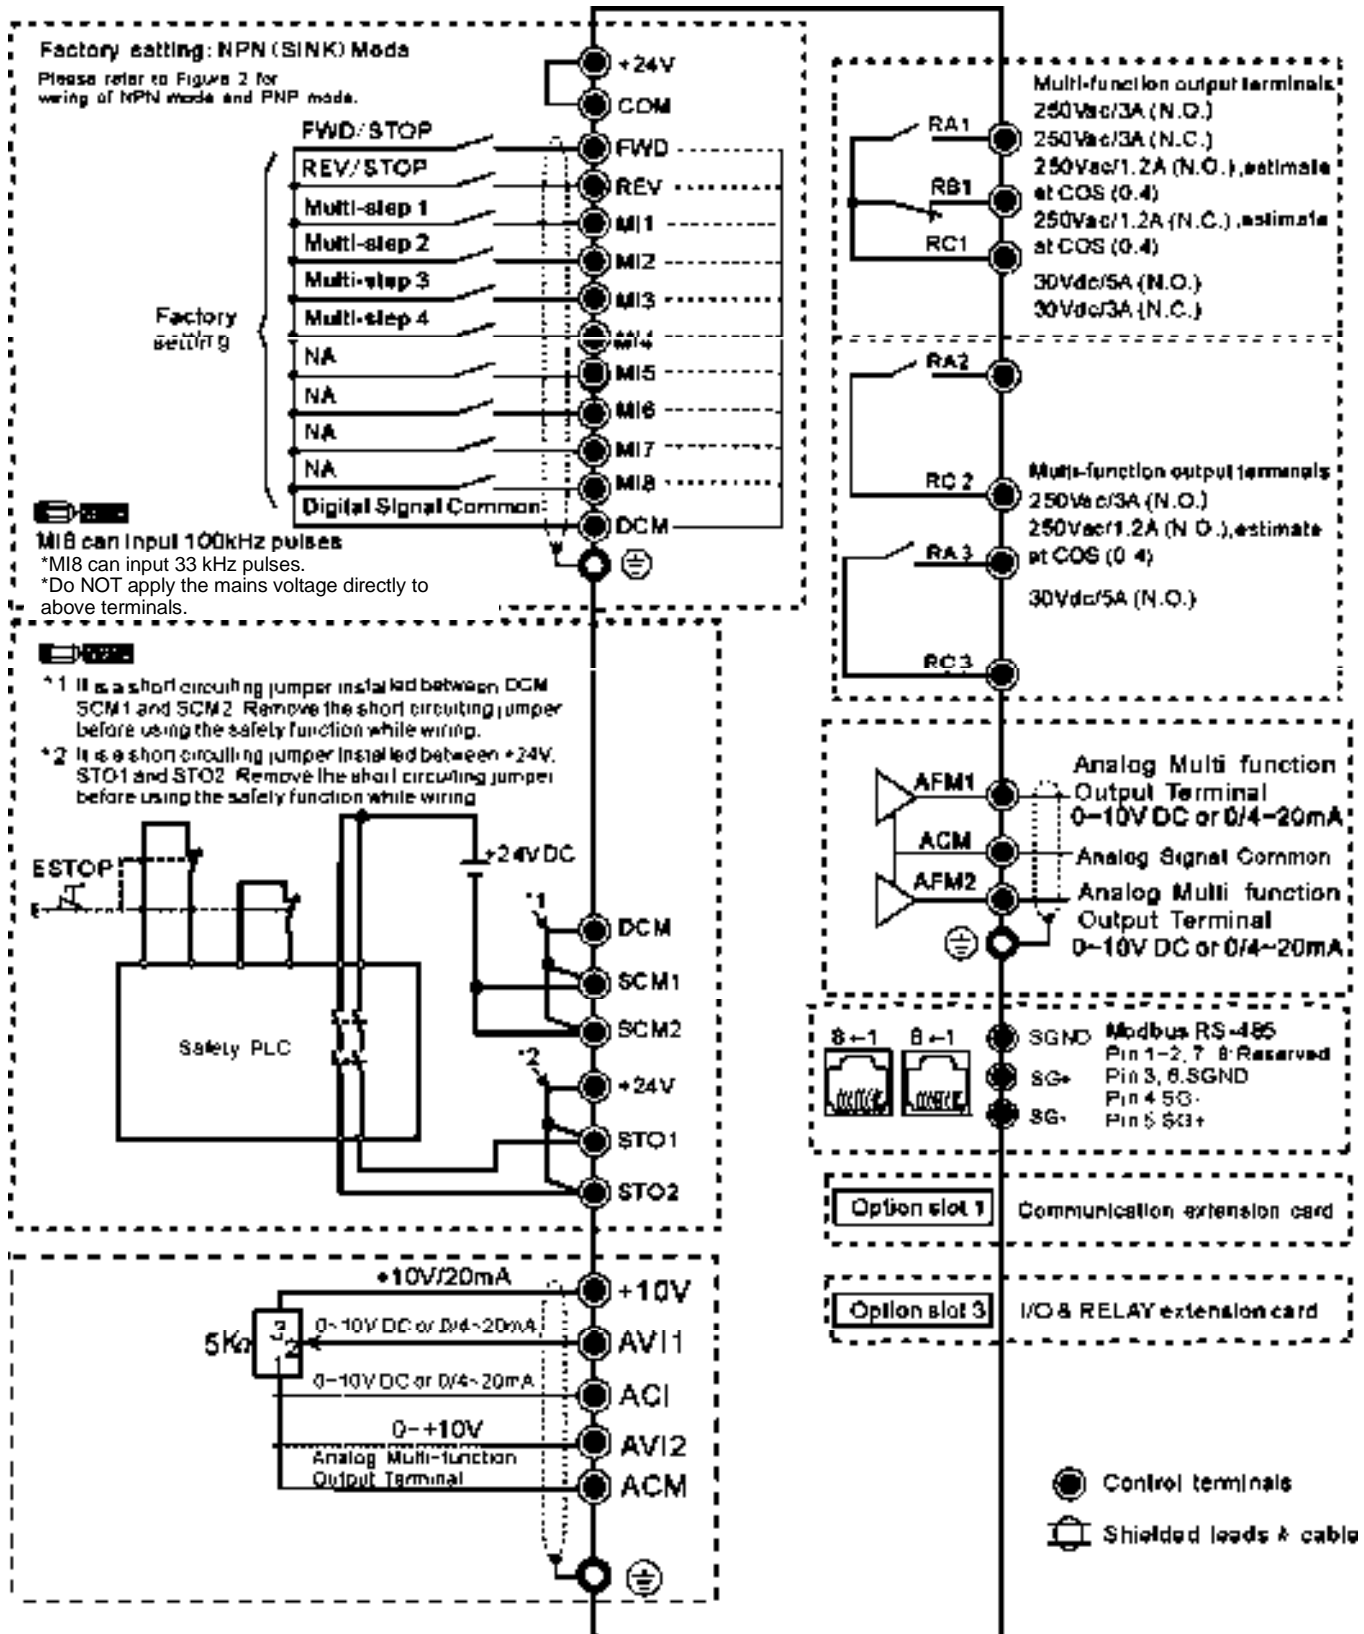 Factory setting: NPN (SINK) Mode
Please refer to Figure 2 for
wiring of NPN mode and PNP mode.
+24V
COM
FWD/STOP
FWD
REV/STOP
REV
Multi-step 1
MI1
Multi-step 2
MI2
Multi-step 3
MI3
Multi-step 4
MI4
Factory
setting
NA
MI5
NA
MI6
NA
MI7
NA
MI8
Digital Signal Common
DCM
MI8 can input 100kHz pulses
*MI8 can input 33 kHz pulses.
*Do NOT apply the mains voltage directly to
above terminals.
*1 It is a short circuiting jumper installed between DCM
SCM1 and SCM2 Remove the short circuiting jumper
before using the safety function while wiring.
*2 It is a short circuiting jumper installed between +24V.
STO1 and STO2 Remove the short circuiting jumper
before using the safety function while wiring
ESTOP
+24V DC
*1
DCM
SCM1
SCM2
Safety PLC
*2
+24V
STO1
STO2
+10V/20mA
+10V
5KΩ
3
2
1
0~10V DC or 0/4~20mA
AVI1
0~10V DC or 0/4~20mA
ACI
0~+10V
AVI2
Analog Multi-function
Output Terminal
ACM
Multi-function output terminals
250Vac/3A (N.O.)
250Vac/3A (N.C.)
250Vac/1.2A (N.O.),estimate
at COS (0.4)
250Vac/1.2A (N.C.),estimate
at COS (0.4)
30Vdc/5A (N.O.)
30Vdc/3A (N.C.)
RA1
RB1
RC1
RA2
RC2
Multi-function output terminals
250Vac/3A (N.O.)
250Vac/1.2A (N.O.),estimate
at COS (0.4)
30Vdc/5A (N.O.)
RA3
RC3
AFM1
Analog Multi function
Output Terminal
0~10V DC or 0/4~20mA
ACM
Analog Signal Common
AFM2
Analog Multi function
Output Terminal
0~10V DC or 0/4~20mA
8←1
8←1
SGND
SG+
SG-
Modbus RS-485
Pin 1~2, 7, 8:Reserved
Pin 3, 6:SGND
Pin 4:SG-
Pin 5:SG+
Option slot 1
Communication extension card
Option slot 3
I/O & RELAY extension card
Control terminals
Shielded leads & cable